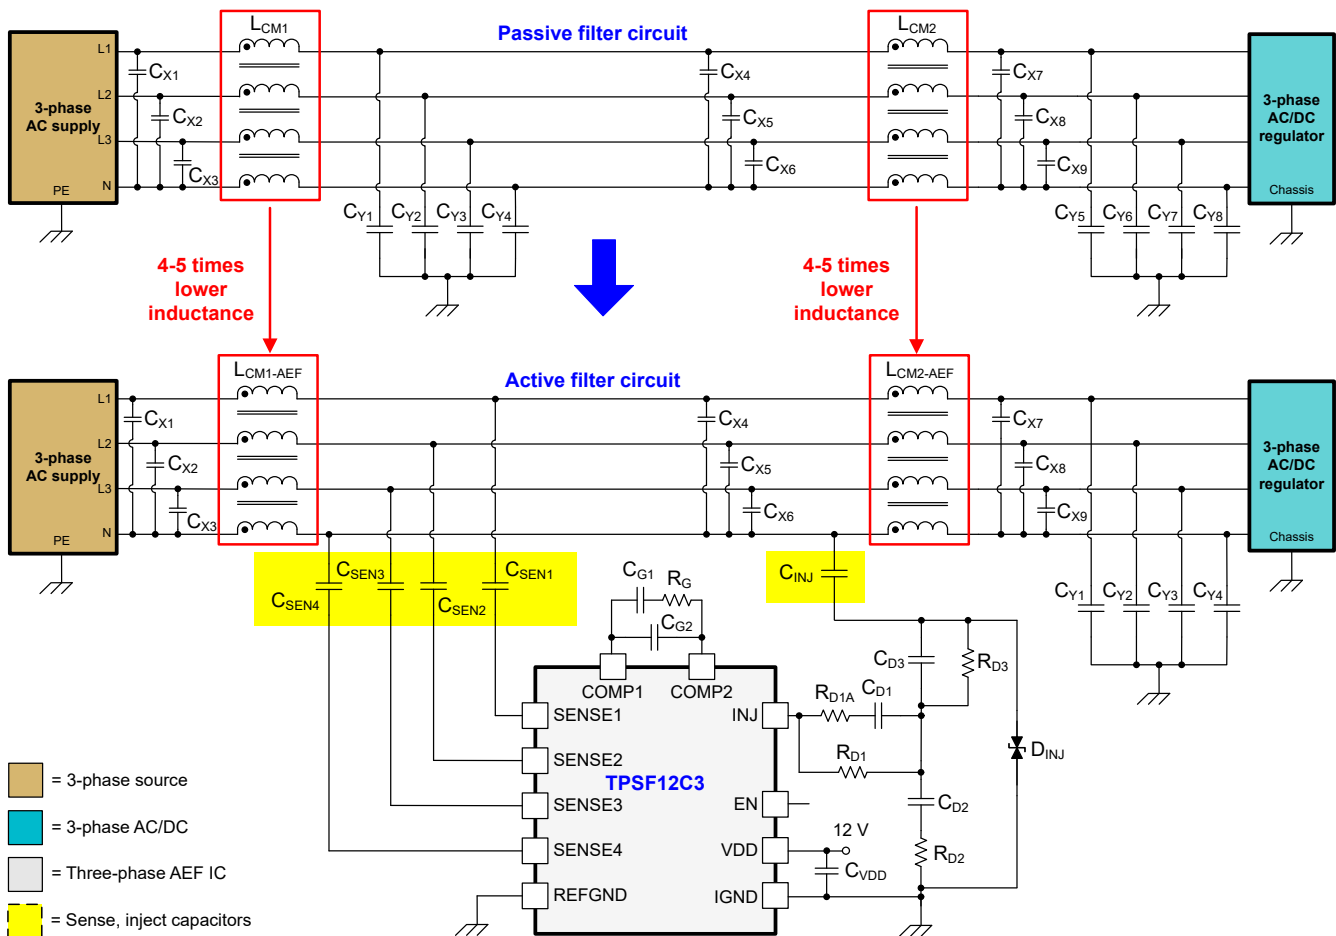 LCM1
Passive filter circuit
LCM2
3-phase
AC supply
L1
L2
L3
N
PE
CX1
CX2
CX3
CX4
CX5
CX6
CX7
CX8
CX9
3-phase
AC/DC
regulator
Chassis
CY1
CY2
CY3
CY4
CY5
CY6
CY7
CY8
4-5 times
lower
inductance
4-5 times
lower
inductance
LCM1-AEF
Active filter circuit
LCM2-AEF
3-phase
AC supply
L1
L2
L3
N
PE
CX1
CX2
CX3
CX4
CX5
CX6
CX7
CX8
CX9
3-phase
AC/DC
regulator
Chassis
CSEN4
CSEN3
CSEN2
CSEN1
CINJ
CY1
CY2
CY3
CY4
CG1
RG
CG2
COMP1
COMP2
SENSE1
SENSE2
SENSE3
SENSE4
REFGND
TPSF12C3
INJ
EN
VDD
IGND
RD1A
CD1
RD1
CD3
RD3
CD2
RD2
DINJ
12 V
CVDD
= 3-phase source
= 3-phase AC/DC
= Three-phase AEF IC
= Sense, inject capacitors